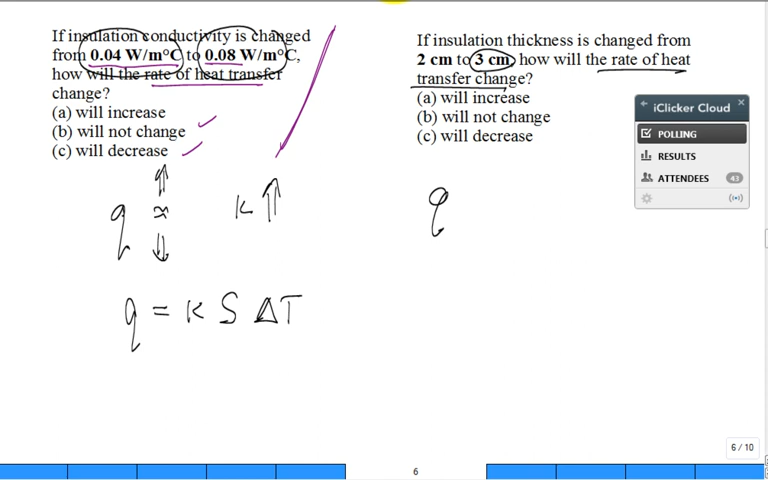 If insulation conductivity is changed
from 0.04 W/m°C to 0.08 W/m°C,
how will the rate of heat transfer
change?
(a) will increase
(b) will not change
(c) will decrease
q ≈ K ↑
q = K S ΔT
If insulation thickness is changed from
2 cm to 3 cm, how will the rate of heat
transfer change?
(a) will increase
(b) will not change
(c) will decrease
q
iClicker Cloud
POLLING
RESULTS
ATTENDEES 43
6 / 10
6